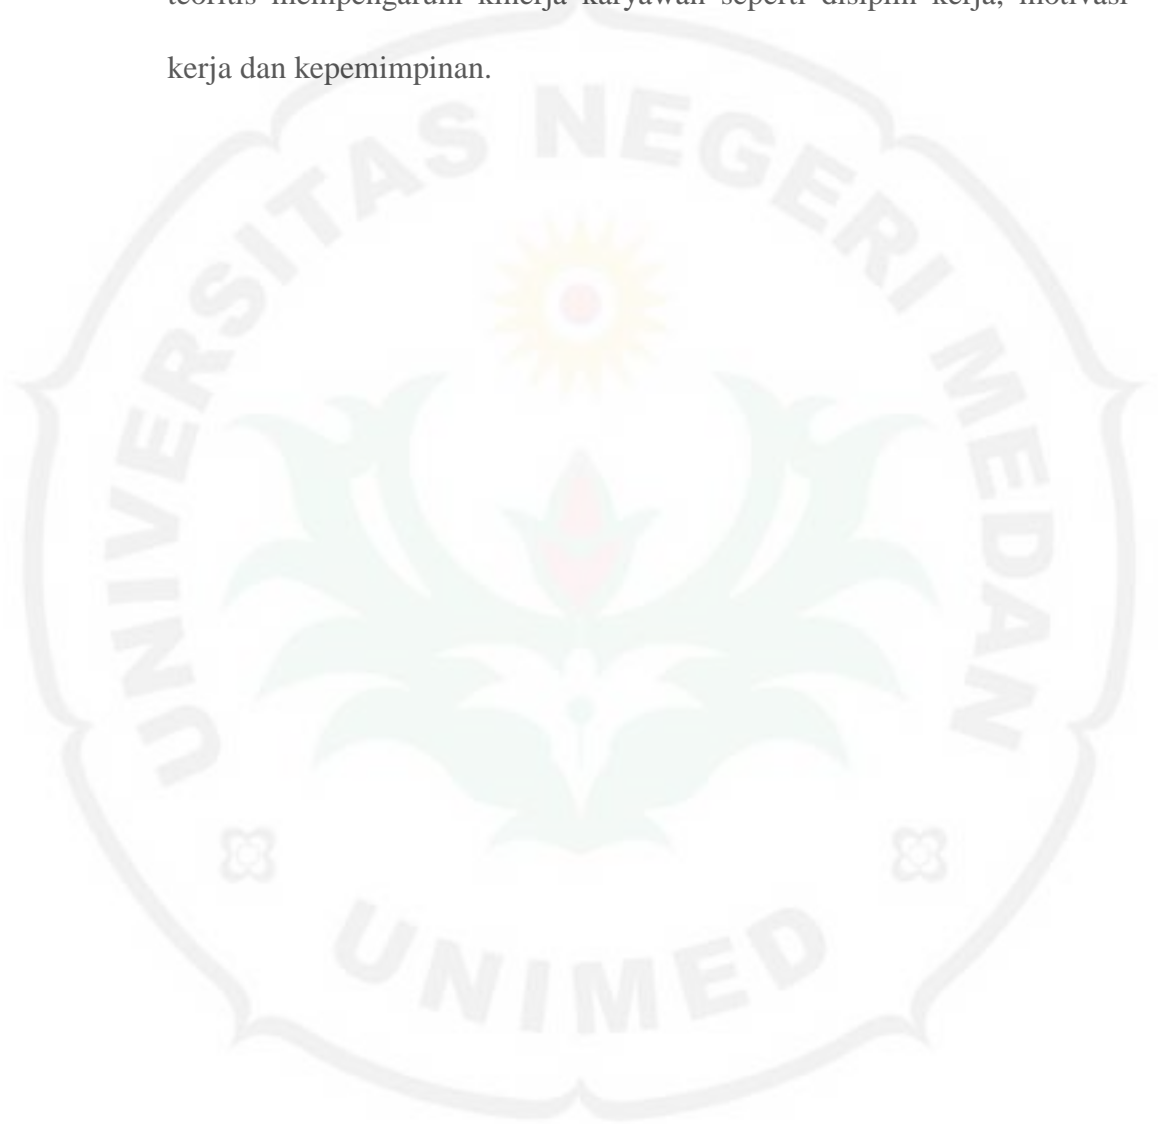 teoritis mempengaruhi kinerja karyawan seperti disiplin kerja, motivasi
kerja dan kepemimpinan.
UNIVERSITAS NEGERI MEDAN
UNIMED